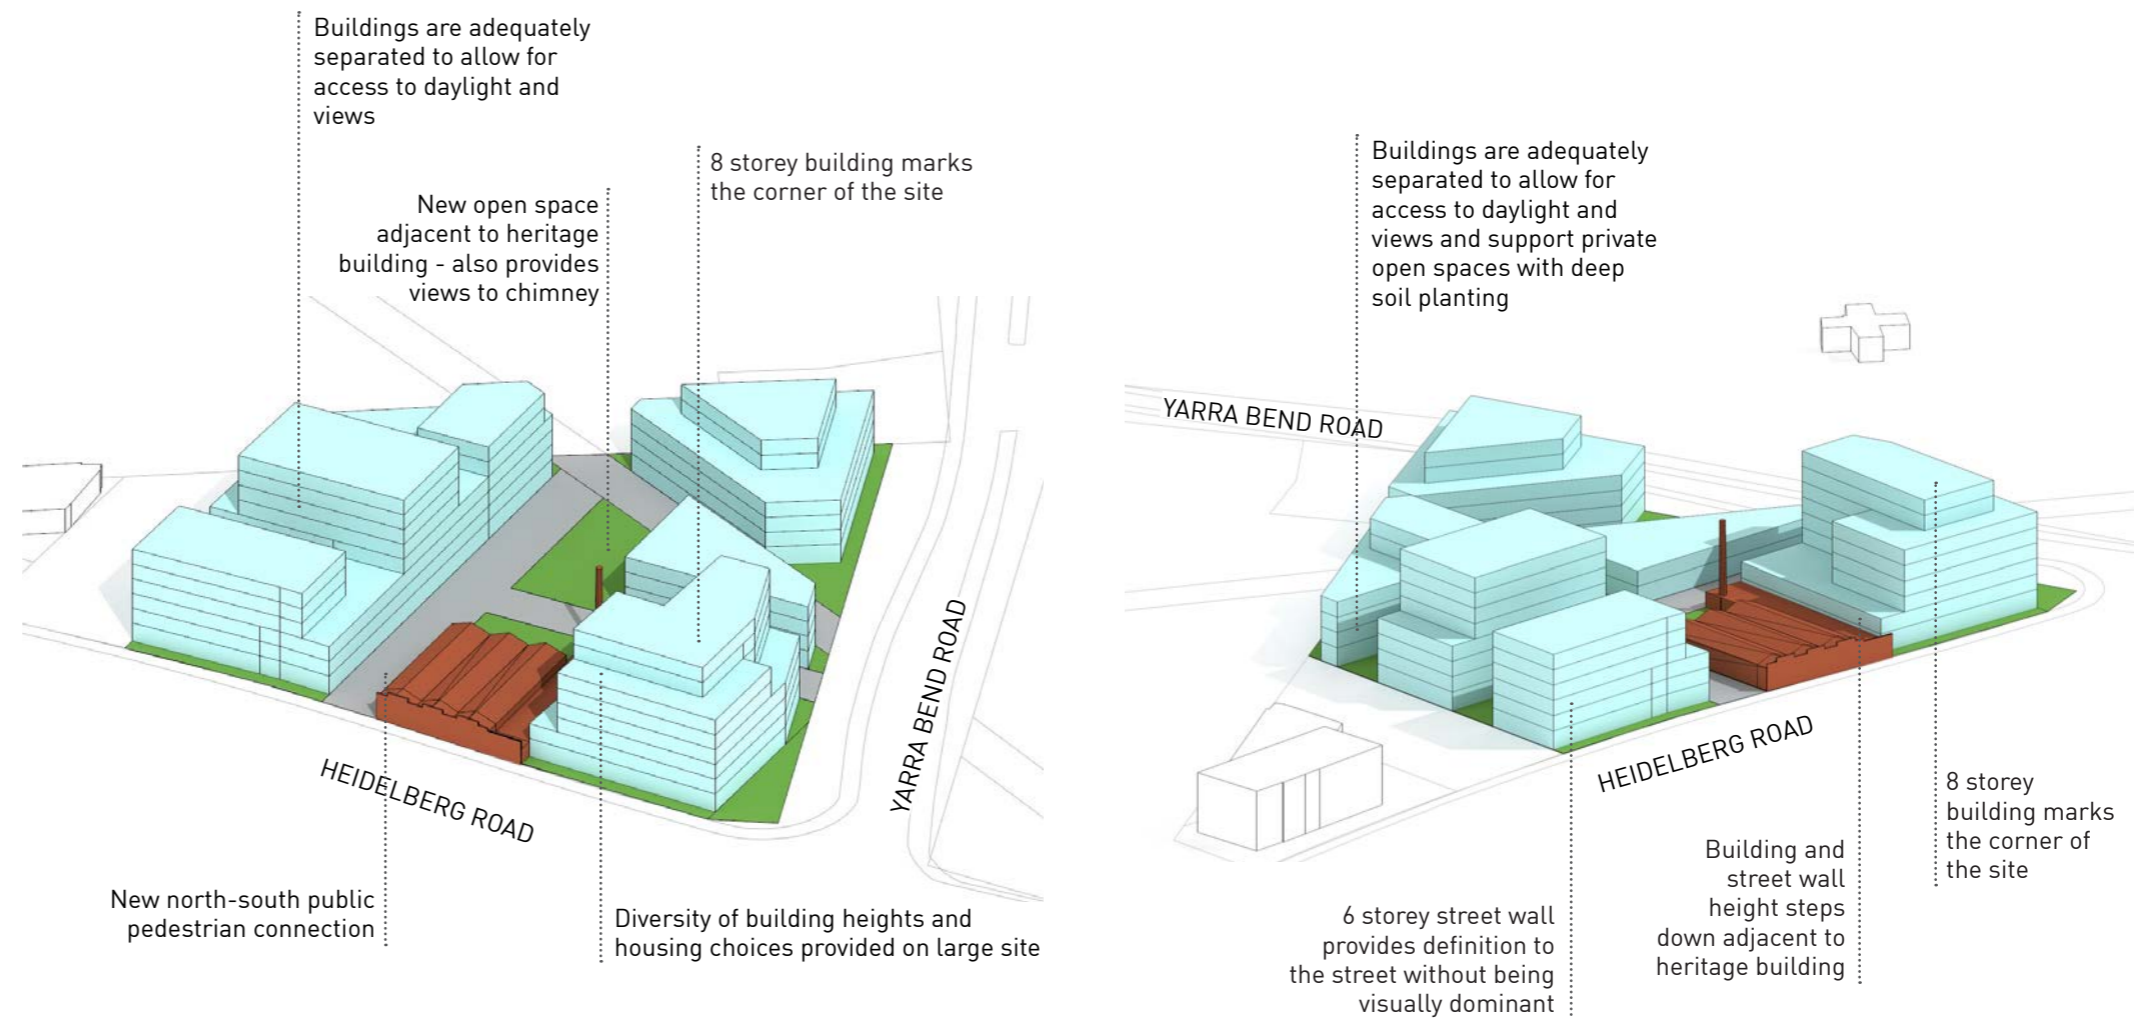 Buildings are adequately
separated to allow for
access to daylight and
views
8 storey building marks
the corner of the site
New open space
adjacent to heritage
building - also provides
views to chimney
HEIDELBERG ROAD
YARRA BEND ROAD
New north-south public
pedestrian connection
Diversity of building heights and
housing choices provided on large site
Buildings are adequately
separated to allow for
access to daylight and
views and support private
open spaces with deep
soil planting
YARRA BEND ROAD
HEIDELBERG ROAD
8 storey
building marks
the corner of
the site
Building and
street wall
height steps
down adjacent to
heritage building
6 storey street wall
provides definition to
the street without being
visually dominant